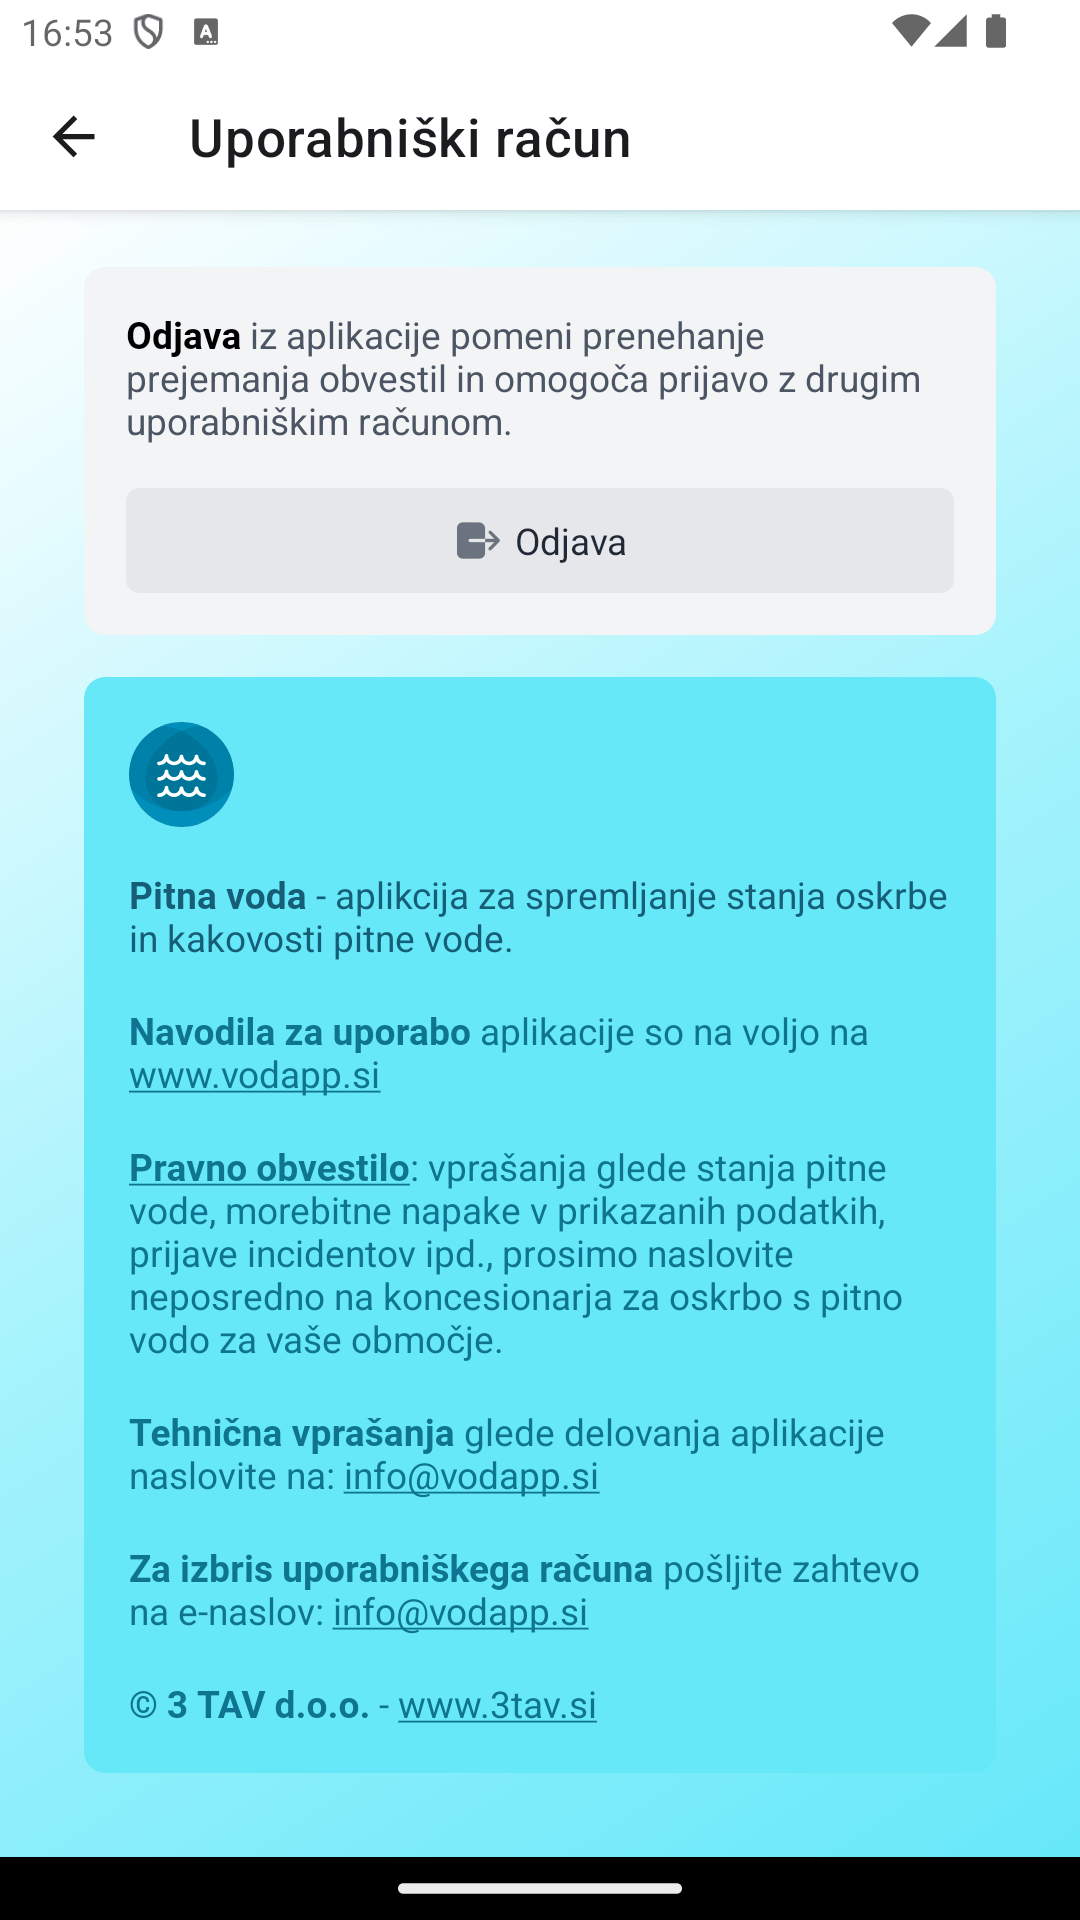 16:53
Uporabniški račun
Odjava iz aplikacije pomeni prenehanje
prejemanja obvestil in omogoča prijavo z drugim
uporabniškim računom.
Odjava
Pitna voda - aplikcija za spremljanje stanja oskrbe
in kakovosti pitne vode.
Navodila za uporabo aplikacije so na voljo na
www.vodapp.si
Pravno obvestilo: vprašanja glede stanja pitne
vode, morebitne napake v prikazanih podatkih,
prijave incidentov ipd., prosimo naslovite
neposredno na koncesionarja za oskrbo s pitno
vodo za vaše območje.
Tehnična vprašanja glede delovanja aplikacije
naslovite na: info@vodapp.si
Za izbris uporabniškega računa pošljite zahtevo
na e-naslov: info@vodapp.si
© 3 TAV d.o.o. - www.3tav.si